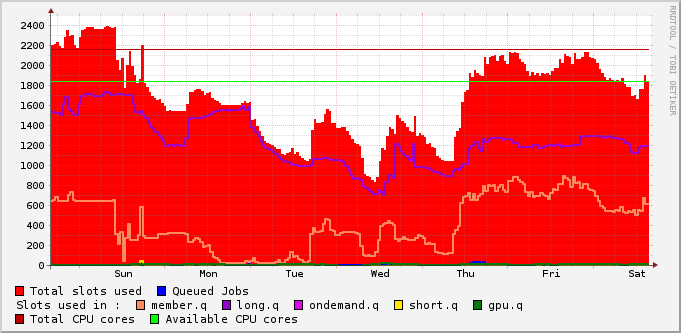 2400
2200
2000
1800
1600
1400
1200
1000
800
600
400
200
0
Sun Mon Tue Wed Thu Fri Sat
RRDTOOL / TOBI OETIKER
Total slots used Queued Jobs
Slots used in : member.q long.q ondemand.q short.q gpu.q
Total CPU cores Available CPU cores